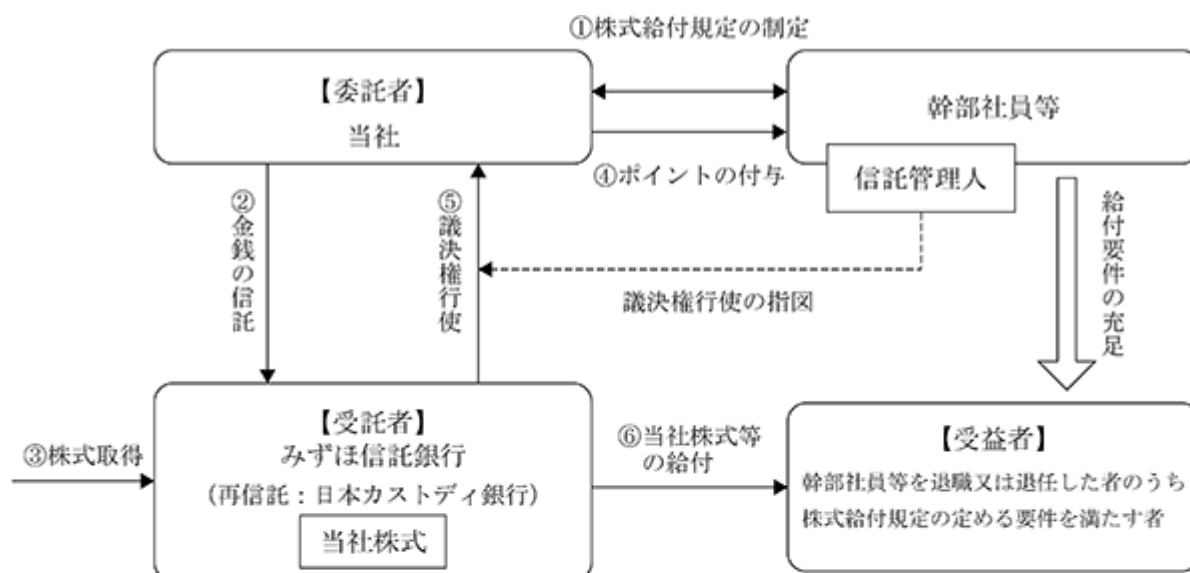 ①株式給付規定の制定
【委託者】
当社
幹部社員等
④ポイントの付与
信託管理人
②金銭の信託
⑤議決権行使
議決権行使の指図
給付要件の充足
③株式取得
【受託者】
みずほ信託銀行
（再信託：日本カストディ銀行）
当社株式
⑥当社株式等
の給付
【受益者】
幹部社員等を退職又は退任した者のうち
株式給付規定の定める要件を満たす者